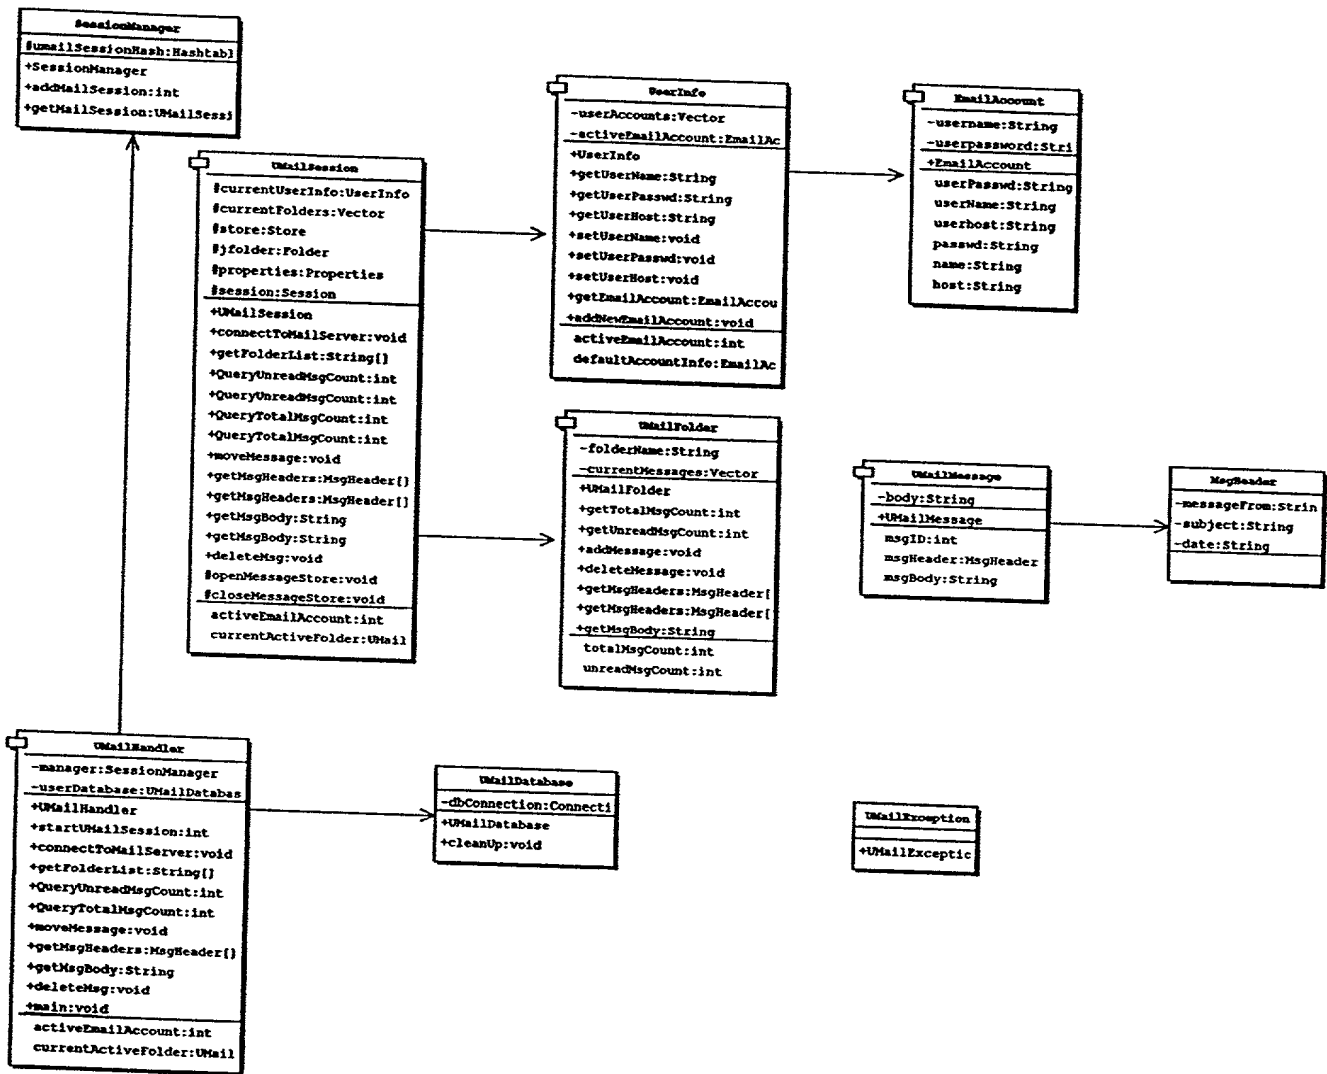 SessionManager
#umailSessionHash:Hashtabl
+SessionManager
+addMailSession:int
+getMailSession:UMailSessi
UMailSession
#currentUserInfo:UserInfo
#currentFolders:Vector
#store:Store
#jfolder:Folder
#properties:Properties
#session:Session
+UMailSession
+connectToMailServer:void
+getFolderList:String[]
+QueryUnreadMsgCount:int
+QueryUnreadMsgCount:int
+QueryTotalMsgCount:int
+QueryTotalMsgCount:int
+moveMessage:void
+getMsgHeaders:MsgHeader[]
+getMsgHeaders:MsgHeader[]
+getMsgBody:String
+getMsgBody:String
+deleteMsg:void
#openMessageStore:void
#closeMessageStore:void
activeEmailAccount:int
currentActiveFolder:UMail
UserInfo
-userAccounts:Vector
-activeEmailAccount:EmailAc
+UserInfo
+getUserName:String
+getUserPasswd:String
+getUserHost:String
+setUserName:void
+setUserPasswd:void
+setUserHost:void
+getEmailAccount:EmailAccou
+addNewEmailAccount:void
activeEmailAccount:int
defaultAccountInfo:EmailAc
EmailAccount
-username:String
-userpassword:Stri
+EmailAccount
userPasswd:String
userName:String
userhost:String
passwd:String
name:String
host:String
UMailFolder
-folderName:String
-currentMessages:Vector
+UMailFolder
+getTotalMsgCount:int
+getUnreadMsgCount:int
+addMessage:void
+deleteMessage:void
+getMsgHeaders:MsgHeader[
+getMsgHeaders:MsgHeader[
+getMsgBody:String
totalMsgCount:int
unreadMsgCount:int
UMailMessage
-body:String
+UMailMessage
msgID:int
msgHeader:MsgHeader
msgBody:String
MsgHeader
-messageFrom:Strin
-subject:String
-date:String
UMailHandler
-manager:SessionManager
-userDatabase:UMailDatabas
+UMailHandler
+startUMailSession:int
+connectToMailServer:void
+getFolderList:String[]
+QueryUnreadMsgCount:int
+QueryTotalMsgCount:int
+moveMessage:void
+getMsgHeaders:MsgHeader[]
+getMsgBody:String
+deleteMsg:void
+main:void
activeEmailAccount:int
currentActiveFolder:UMail
UMailDatabase
-dbConnection:Connecti
+UMailDatabase
+cleanUp:void
UMailException
+UMailExceptic